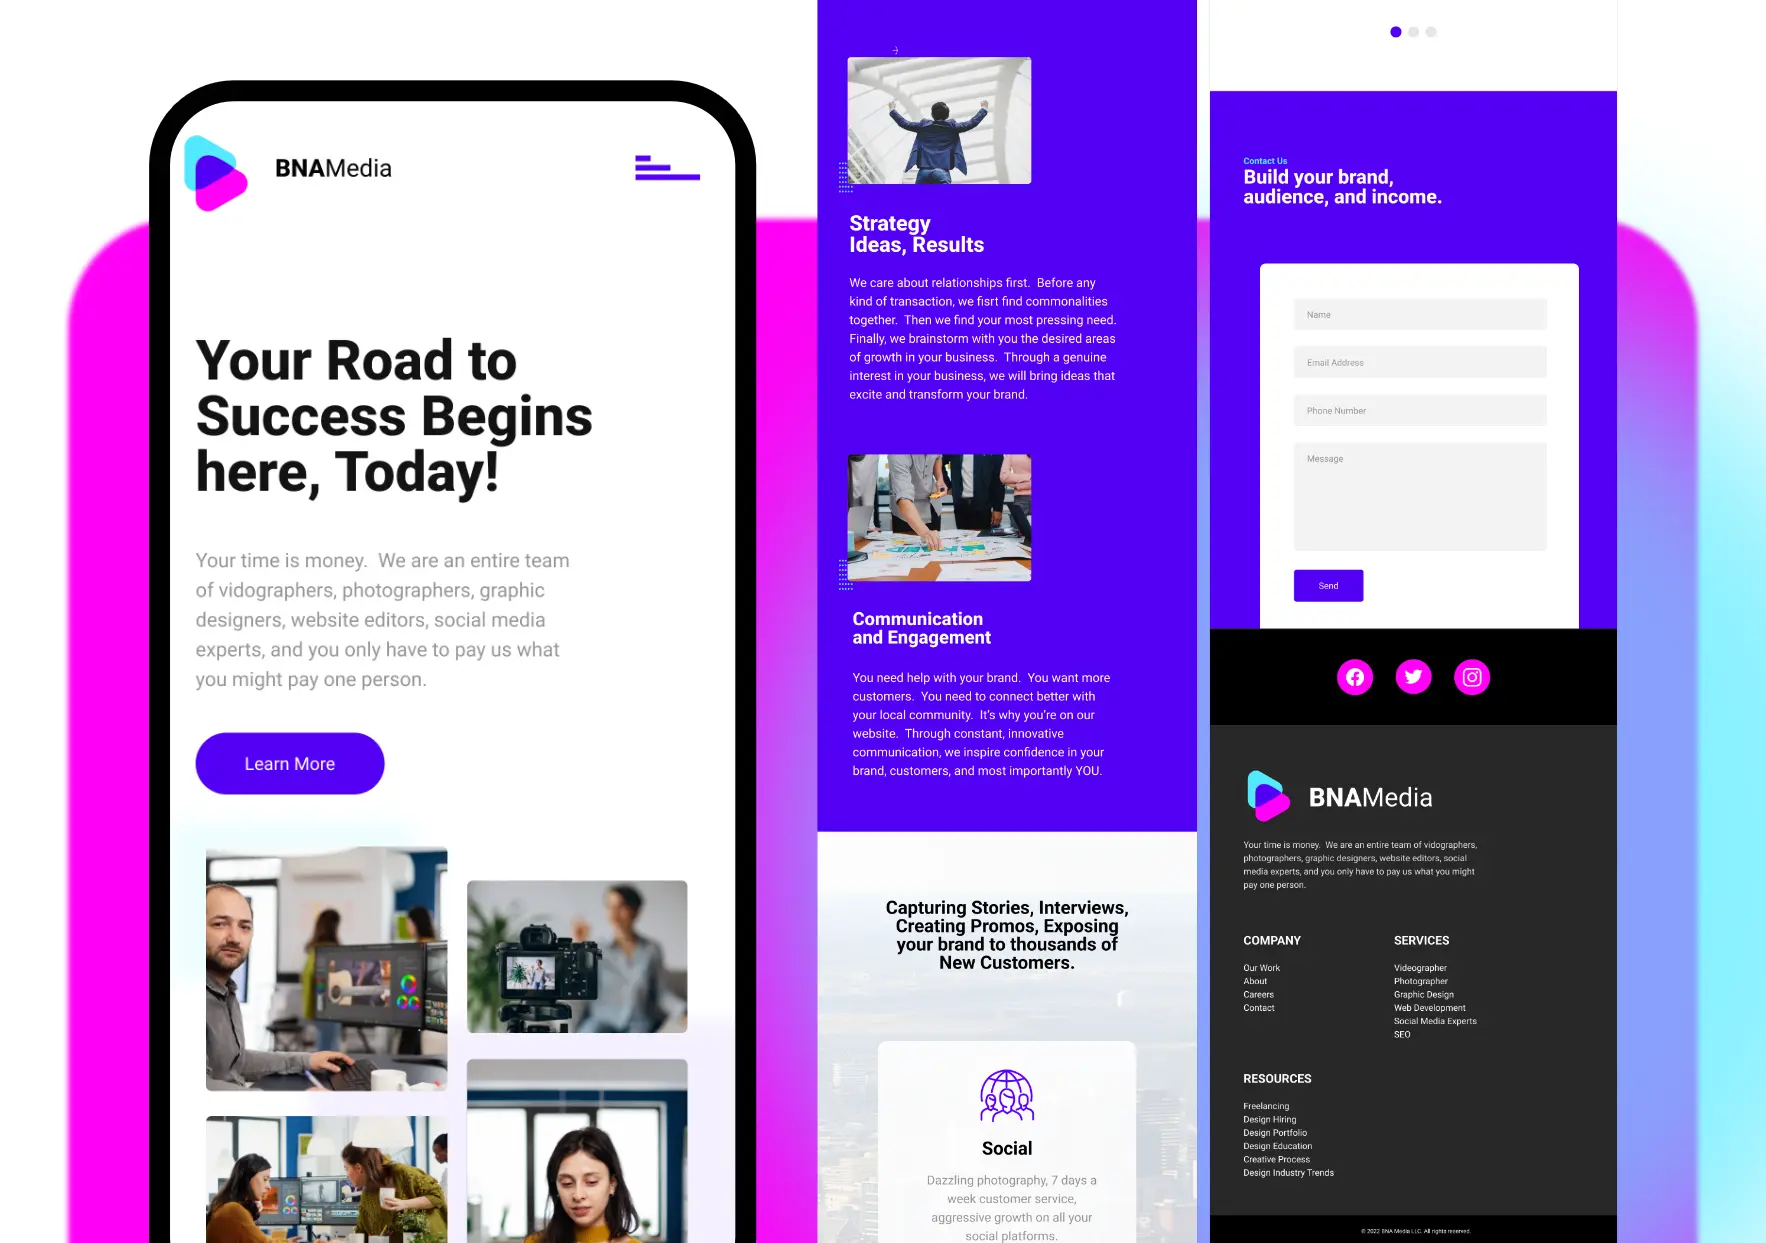 BNAMedia
Your Road to
Success Begins
here, Today!
Your time is money. We are an entire team
of vidographers, photographers, graphic
designers, website editors, social media
experts, and you only have to pay us what
you might pay one person.
Learn More
Strategy
Ideas, Results
We care about relationships first. Before any
kind of transaction, we fisrt find commonalities
together. Then we find your most pressing need.
Finally, we brainstorm with you the desired areas
of growth in your business. Through a genuine
interest in your business, we will bring ideas that
excite and transform your brand.
Communication
and Engagement
You need help with your brand. You want more
customers. You need to connect better with
your local community. It's why you're on our
website. Through constant, innovative
communication, we inspire confidence in your
brand, customers, and most importantly YOU.
Capturing Stories, Interviews,
Creating Promos, Exposing
your brand to thousands of
New Customers.
Social
Dazzling photography, 7 days a
week customer service,
aggressive growth on all your
social platforms.
Contact Us
Build your brand,
audience, and income.
Name
Email Address
Phone Number
Message
Send
BNAMedia
Your time is money. We are an entire team of vidographers,
photographers, graphic designers, website editors, social
media experts, and you only have to pay us what you might
pay one person.
COMPANY
Our Work
About
Careers
Contact
SERVICES
Videographer
Photographer
Graphic Design
Web Development
Social Media Experts
SEO
RESOURCES
Freelancing
Design Hiring
Design Portfolio
Design Education
Creative Process
Design Industry Trends
© 2022 BNA Media LLC. All rights reserved.